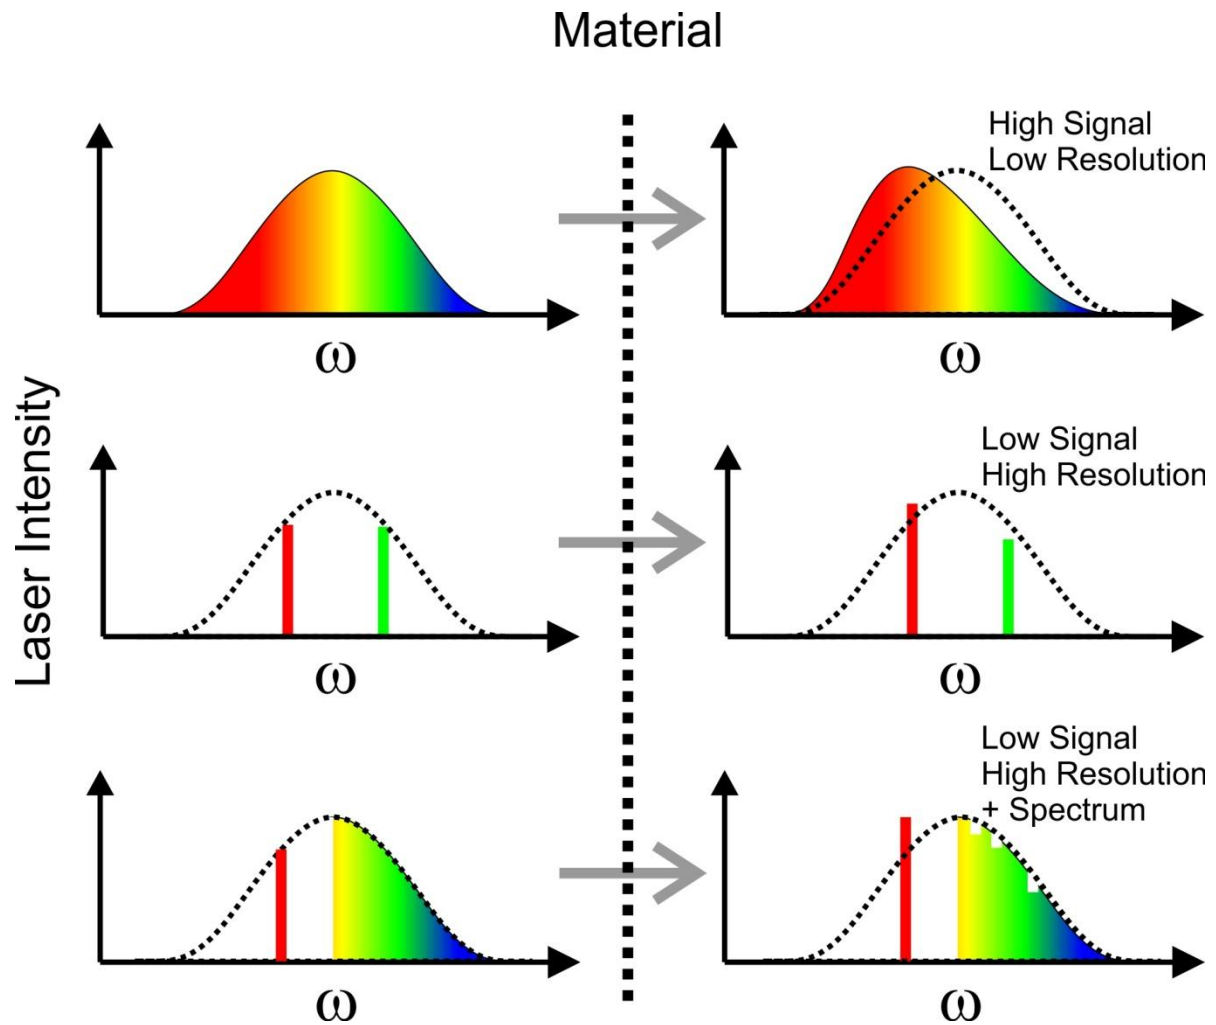 Material
High Signal
Low Resolution
ω
ω
Laser Intensity
Low Signal
High Resolution
ω
ω
Low Signal
High Resolution
+ Spectrum
ω
ω